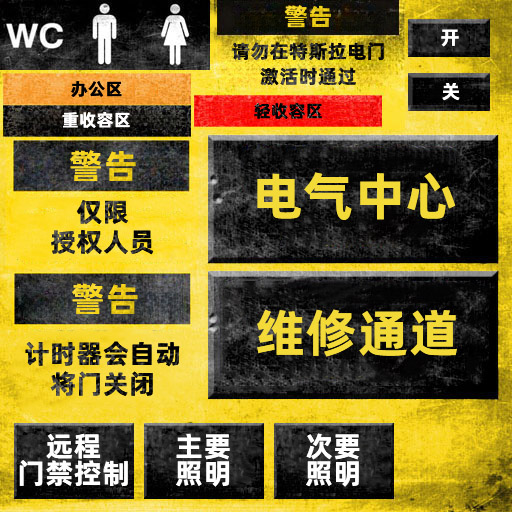 WC
办公区
重收容区
警告
请勿在特斯拉电门
激活时通过
轻收容区
开
关
警告
仅限
授权人员
电气中心
警告
计时器会自动
将门关闭
维修通道
远程
门禁控制
主要
照明
次要
照明